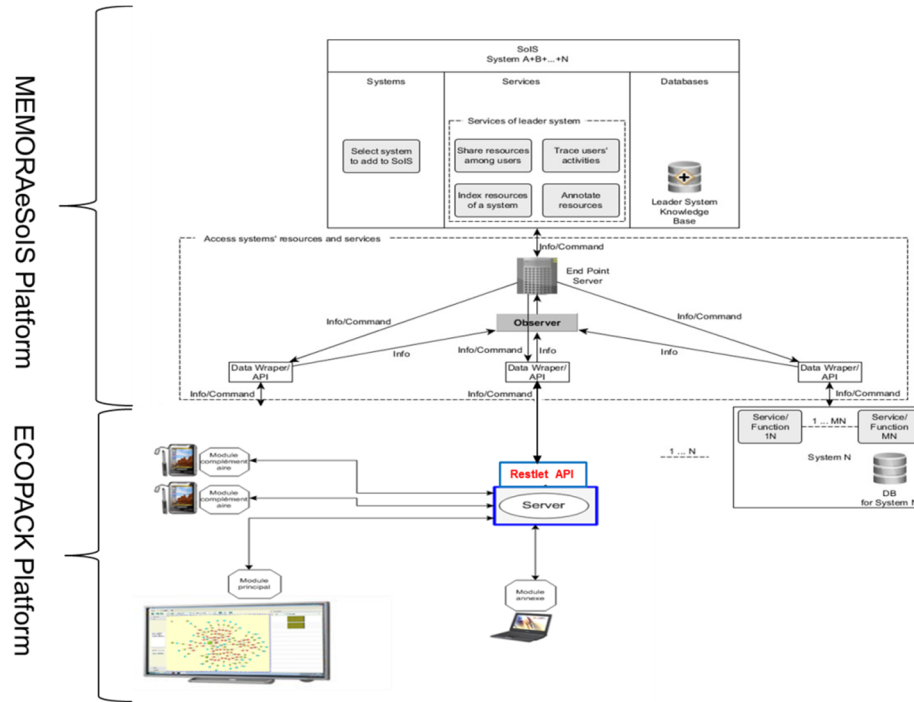 MEMORAeSoIS Platform
SoIS
System A+B+...+N
Systems
Services
Databases
Services of leader system
Select system
to add to SoIS
Share resources
among users
Trace users'
activities
Index resources
of a system
Annotate
resources
Leader System
Knowledge
Base
Access systems' resources and services
Info/Command
End Point
Server
Info/Command
Info/Command
Observer
Info
Info/Command
Info
Info
Data Wraper/
API
Data Wraper/
API
Data Wraper/
API
Info/Command
Info/Command
Info/Command
ECOPACK Platform
Service/
Function
1N
1 ... MN
Service/
Function
MN
System N
DB
for System N
1 ... N
Module
complément
aire
Module
complément
aire
Restlet API
Server
Module
principal
Module
annexe